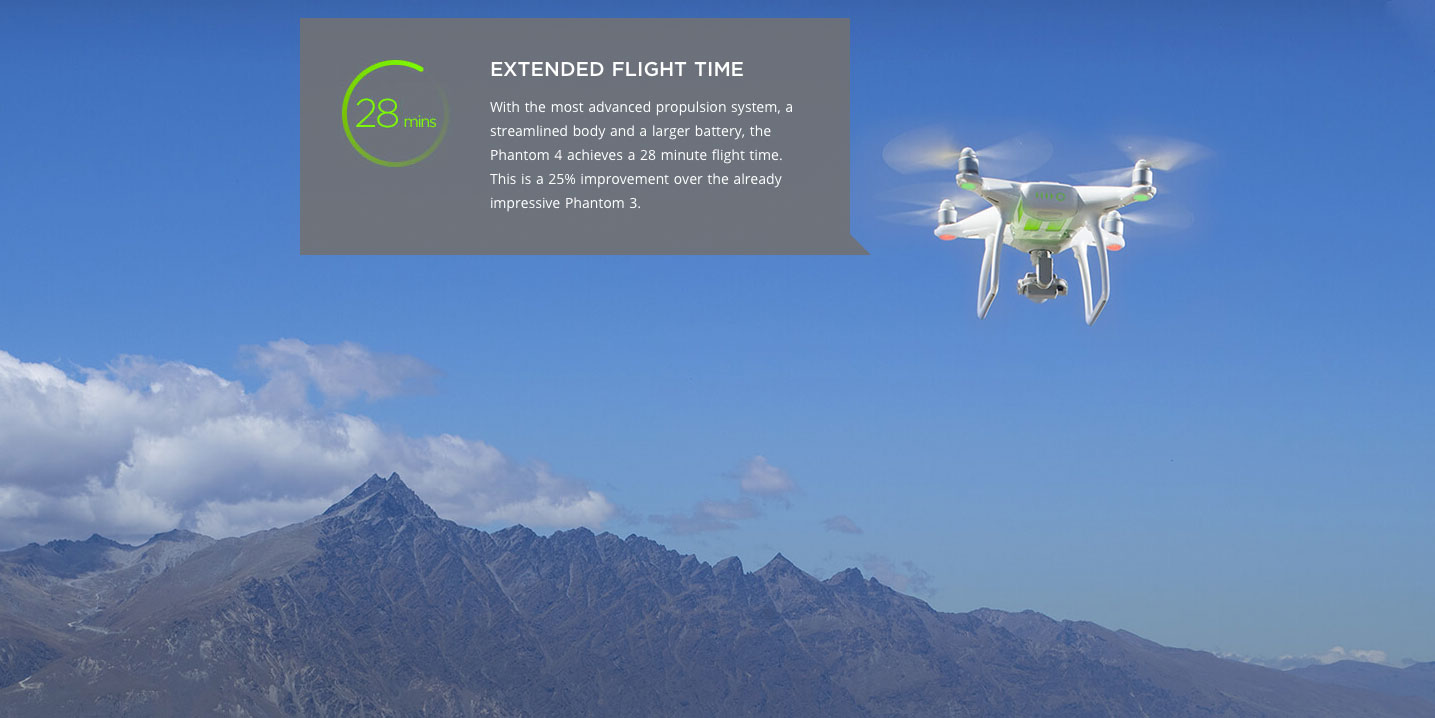 28 mins
EXTENDED FLIGHT TIME
With the most advanced propulsion system, a
streamlined body and a larger battery, the
Phantom 4 achieves a 28 minute flight time.
This is a 25% improvement over the already
impressive Phantom 3.